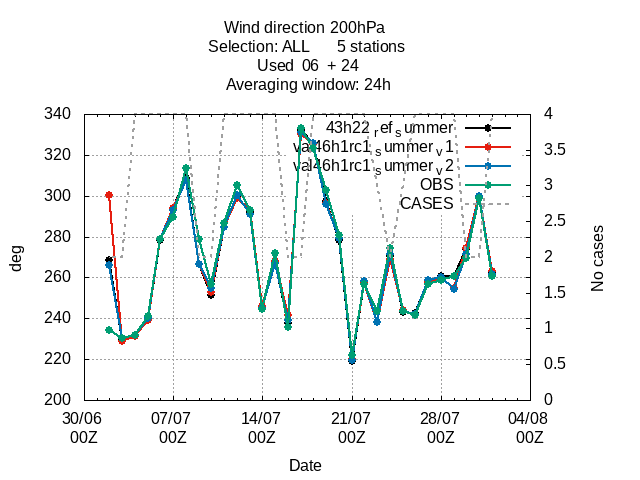 Wind direction 200hPa
Selection: ALL 5 stations
Used 06 + 24
Averaging window: 24h
340
320
300
280
260
240
220
200
deg
4
3.5
3
2.5
2
1.5
1
0.5
0
No cases
43h22_ref_summer
val46h1rc1_summer_v1
val46h1rc1_summer_v2
OBS
CASES
30/06 07/07 14/07 21/07 28/07 04/08
00Z 00Z 00Z 00Z 00Z 00Z
Date